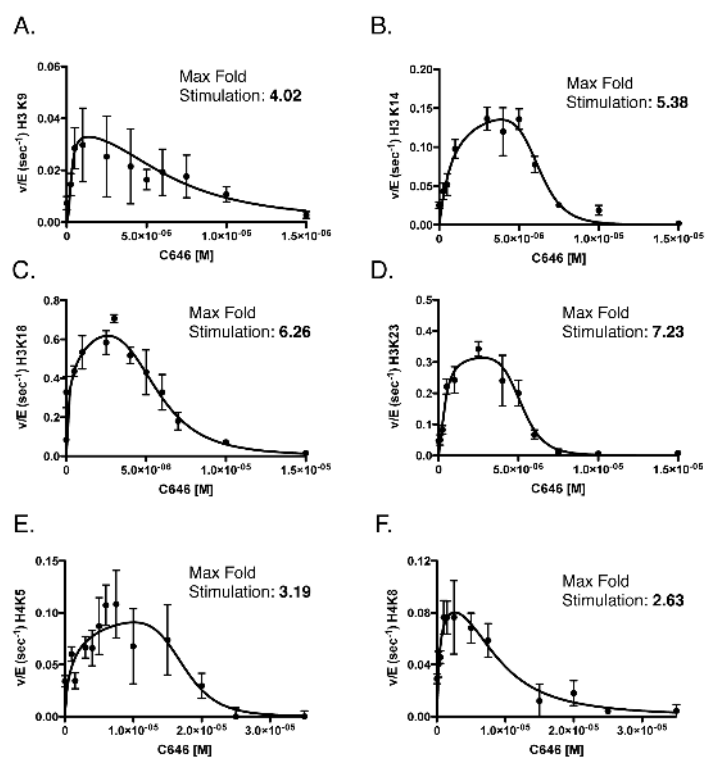 A.
Max Fold
Stimulation: 4.02
v/E (sec⁻¹) H3 K9
0.06
0.04
0.02
0.00
0 5.0×10⁻⁰⁶ 1.0×10⁻⁰⁵ 1.5×10⁻⁰⁶
C646 [M]
B.
Max Fold
Stimulation: 5.38
v/E (sec⁻¹) H3 K14
0.20
0.15
0.10
0.05
0.00
0 5.0×10⁻⁰⁶ 1.0×10⁻⁰⁵ 1.5×10⁻⁰⁵
C646 [M]
C.
Max Fold
Stimulation: 6.26
v/E (sec⁻¹) H3K18
0.8
0.6
0.4
0.2
0.0
0 5.0×10⁻⁰⁶ 1.0×10⁻⁰⁵ 1.5×10⁻⁰⁵
C646 [M]
D.
Max Fold
Stimulation: 7.23
v/E (sec⁻¹) H3K23
0.5
0.4
0.3
0.2
0.1
0.0
0 5.0×10⁻⁰⁶ 1.0×10⁻⁰⁵ 1.5×10⁻⁰⁵
C646 [M]
E.
Max Fold
Stimulation: 3.19
v/E (sec⁻¹) H4K5
0.15
0.10
0.05
0.00
0 1.0×10⁻⁰⁵ 2.0×10⁻⁰⁵ 3.0×10⁻⁰⁵
C646 [M]
F.
Max Fold
Stimulation: 2.63
v/E (sec⁻¹) H4K8
0.12
0.08
0.04
0.00
0 1.0×10⁻⁰⁵ 2.0×10⁻⁰⁵ 3.0×10⁻⁰⁵
C646 [M]